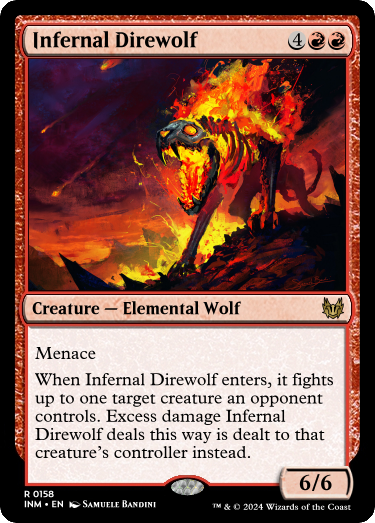 Infernal Direwolf 4
Creature — Elemental Wolf
Menace
When Infernal Direwolf enters, it fights
up to one target creature an opponent
controls. Excess damage Infernal
Direwolf deals this way is dealt to that
creature's controller instead.
6/6
R 0158
INM • EN Samuele Bandini
™ & © 2024 Wizards of the Coast